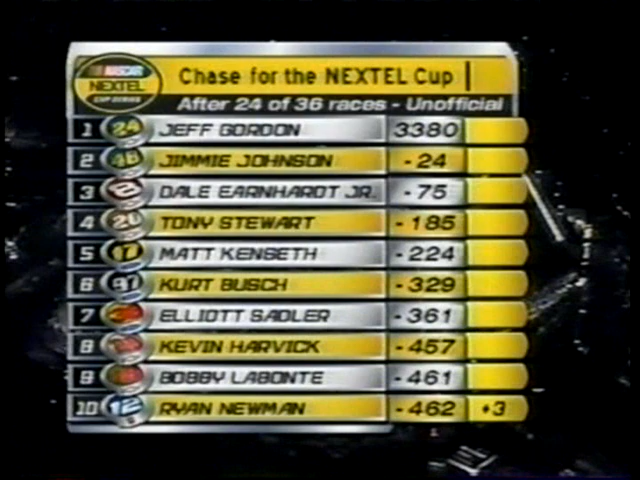 NASCAR
NEXTEL
CUP SERIES
Chase for the NEXTEL Cup
After 24 of 36 races - Unofficial
1 24 JEFF GORDON 3380
2 48 JIMMIE JOHNSON - 24
3 DALE EARNHARDT JR. - 75
4 20 TONY STEWART - 185
5 17 MATT KENSETH - 224
6 97 KURT BUSCH - 329
7 ELLIOTT SADLER - 361
8 KEVIN HARVICK - 457
9 BOBBY LABONTE - 461
10 12 RYAN NEWMAN - 462 +3